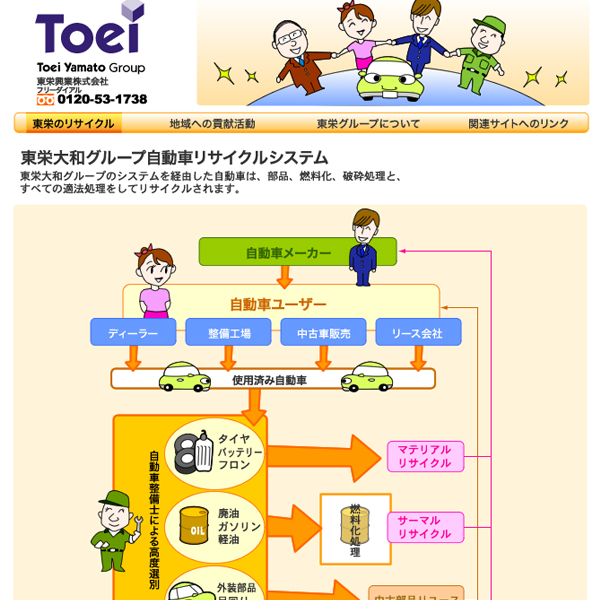 Toei
Toei Yamato Group
東栄興業株式会社
フリーダイアル
0120-53-1738
東栄のリサイクル
地域への貢献活動
東栄グループについて
関連サイトへのリンク
東栄大和グループ自動車リサイクルシステム
東栄大和グループのシステムを経由した自動車は、部品、燃料化、破砕処理と、
すべての適法処理をしてリサイクルされます。
自動車メーカー
自動車ユーザー
ディーラー
整備工場
中古車販売
リース会社
使用済み自動車
自動車整備士による高度選別
タイヤ
バッテリー
フロン
マテリアル
リサイクル
廃油
ガソリン
軽油
OIL
燃料化処理
サーマル
リサイクル
外装部品
中古部品リユース